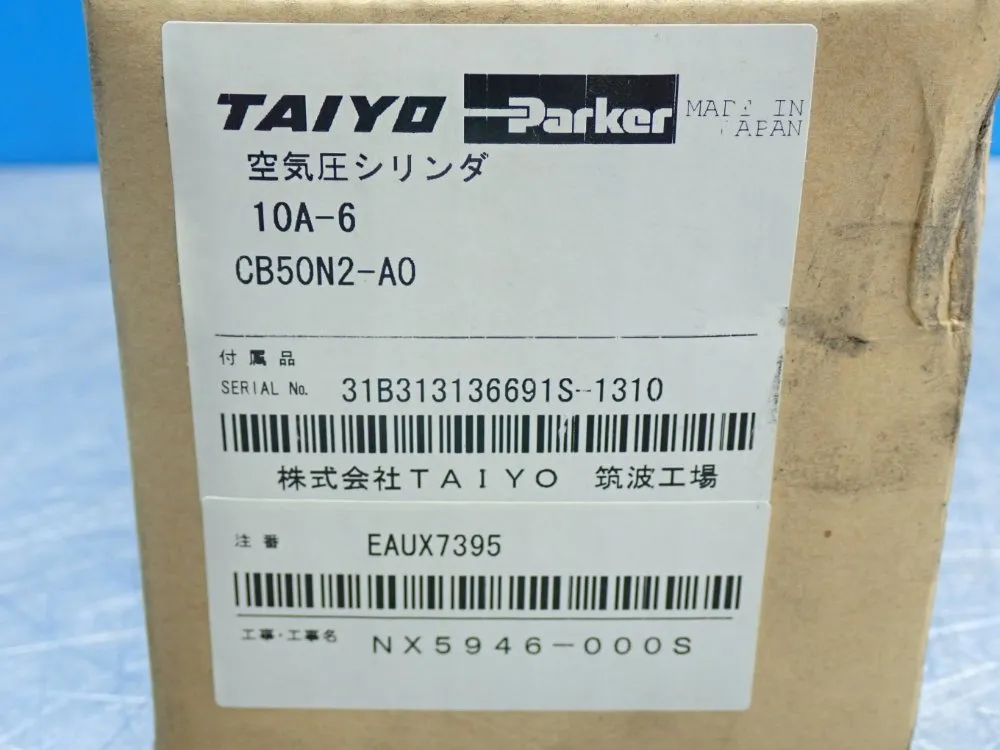 TAIYO Parker MADE IN JAPAN
空気圧シリンダ
10A-6
CB50N2-A0
付属品
SERIAL No. 31B313136691S-1310
株式会社TAIYO 筑波工場
注番 EAUX7395
工事・工事名 NX5946-000S